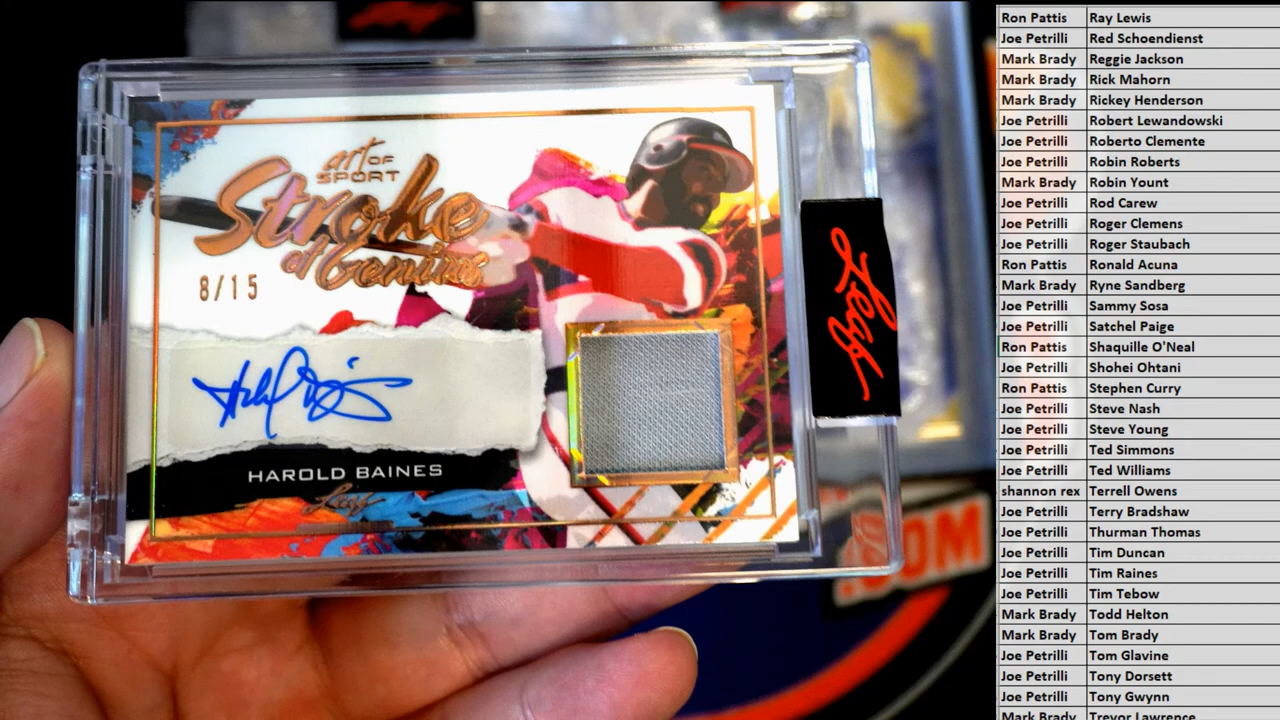 art OF
SPORT
Stroke
of Genius
8/15
HAROLD BAINES
Leaf
Leaf
.COM
Ron Pattis Ray Lewis
Joe Petrilli Red Schoendienst
Mark Brady Reggie Jackson
Mark Brady Rick Mahorn
Mark Brady Rickey Henderson
Joe Petrilli Robert Lewandowski
Joe Petrilli Roberto Clemente
Joe Petrilli Robin Roberts
Mark Brady Robin Yount
Joe Petrilli Rod Carew
Joe Petrilli Roger Clemens
Joe Petrilli Roger Staubach
Ron Pattis Ronald Acuna
Mark Brady Ryne Sandberg
Joe Petrilli Sammy Sosa
Joe Petrilli Satchel Paige
Ron Pattis Shaquille O'Neal
Joe Petrilli Shohei Ohtani
Ron Pattis Stephen Curry
Joe Petrilli Steve Nash
Joe Petrilli Steve Young
Joe Petrilli Ted Simmons
Joe Petrilli Ted Williams
shannon rex Terrell Owens
Joe Petrilli Terry Bradshaw
Joe Petrilli Thurman Thomas
Joe Petrilli Tim Duncan
Joe Petrilli Tim Raines
Joe Petrilli Tim Tebow
Mark Brady Todd Helton
Mark Brady Tom Brady
Joe Petrilli Tom Glavine
Joe Petrilli Tony Dorsett
Joe Petrilli Tony Gwynn
Mark Brady Trevor Lawrence